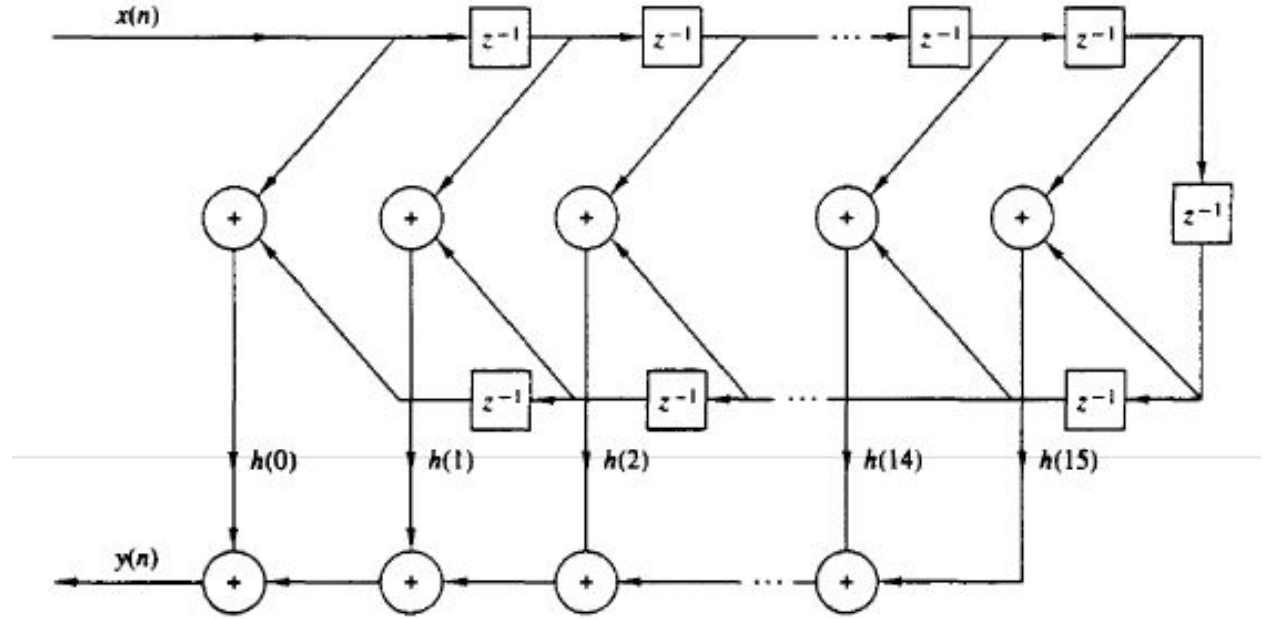 x(n)
z⁻¹ z⁻¹ ... z⁻¹ z⁻¹
+ + + + + z⁻¹
z⁻¹ z⁻¹ ... z⁻¹
h(0) h(1) h(2) h(14) h(15)
y(n)
+ + + ... +